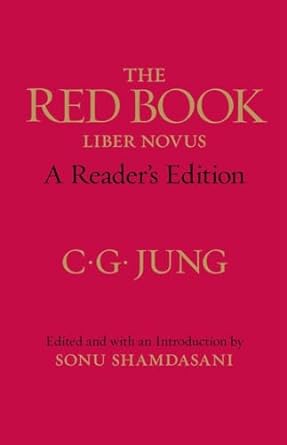 THE
RED BOOK
LIBER NOVUS
A Reader's Edition
C·G·JUNG
Edited and with an Introduction by
SONU SHAMDASANI